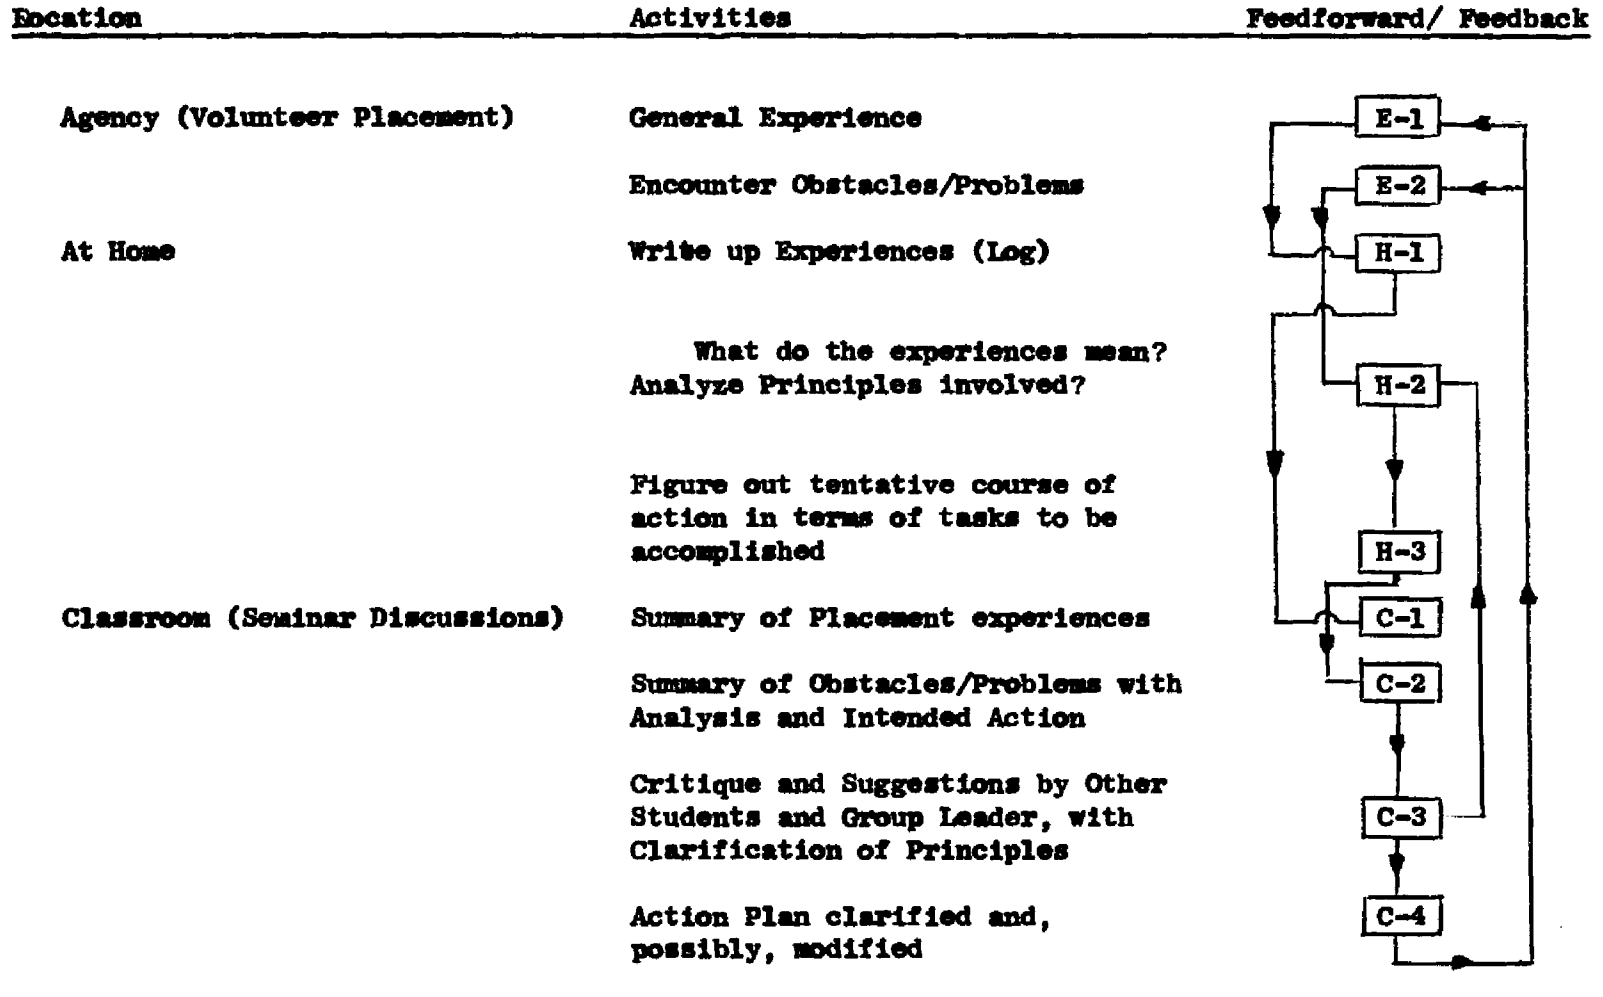 Location Activities Feedforward/ Feedback
Agency (Volunteer Placement) General Experience E-1
Encounter Obstacles/Problems E-2
At Home Write up Experiences (Log) H-1
What do the experiences mean?
Analyze Principles involved? H-2
Figure out tentative course of
action in terms of tasks to be
accomplished H-3
Classroom (Seminar Discussions) Summary of Placement experiences C-1
Summary of Obstacles/Problems with C-2
Analysis and Intended Action
Critique and Suggestions by Other
Students and Group Leader, with C-3
Clarification of Principles
Action Plan clarified and, C-4
possibly, modified